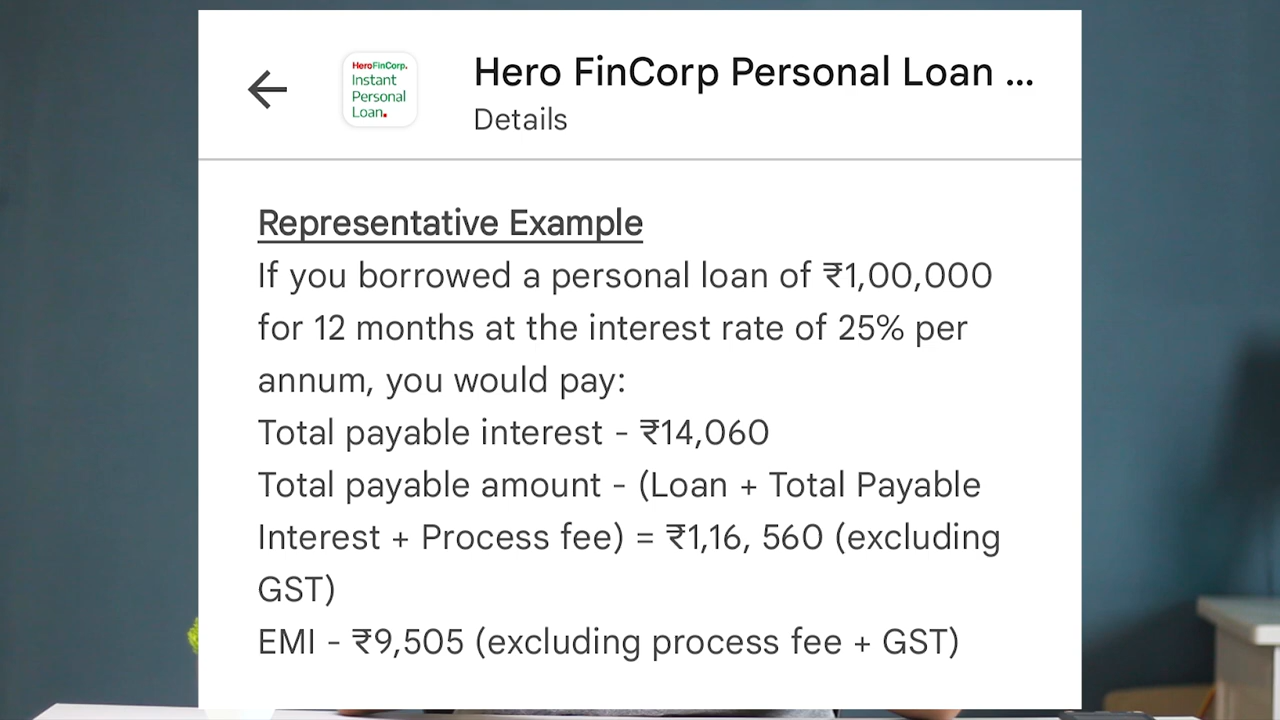 HeroFinCorp.
Instant
Personal
Loan.
Hero FinCorp Personal Loan ...
Details
Representative Example
If you borrowed a personal loan of ₹1,00,000
for 12 months at the interest rate of 25% per
annum, you would pay:
Total payable interest - ₹14,060
Total payable amount - (Loan + Total Payable
Interest + Process fee) = ₹1,16, 560 (excluding
GST)
EMI - ₹9,505 (excluding process fee + GST)